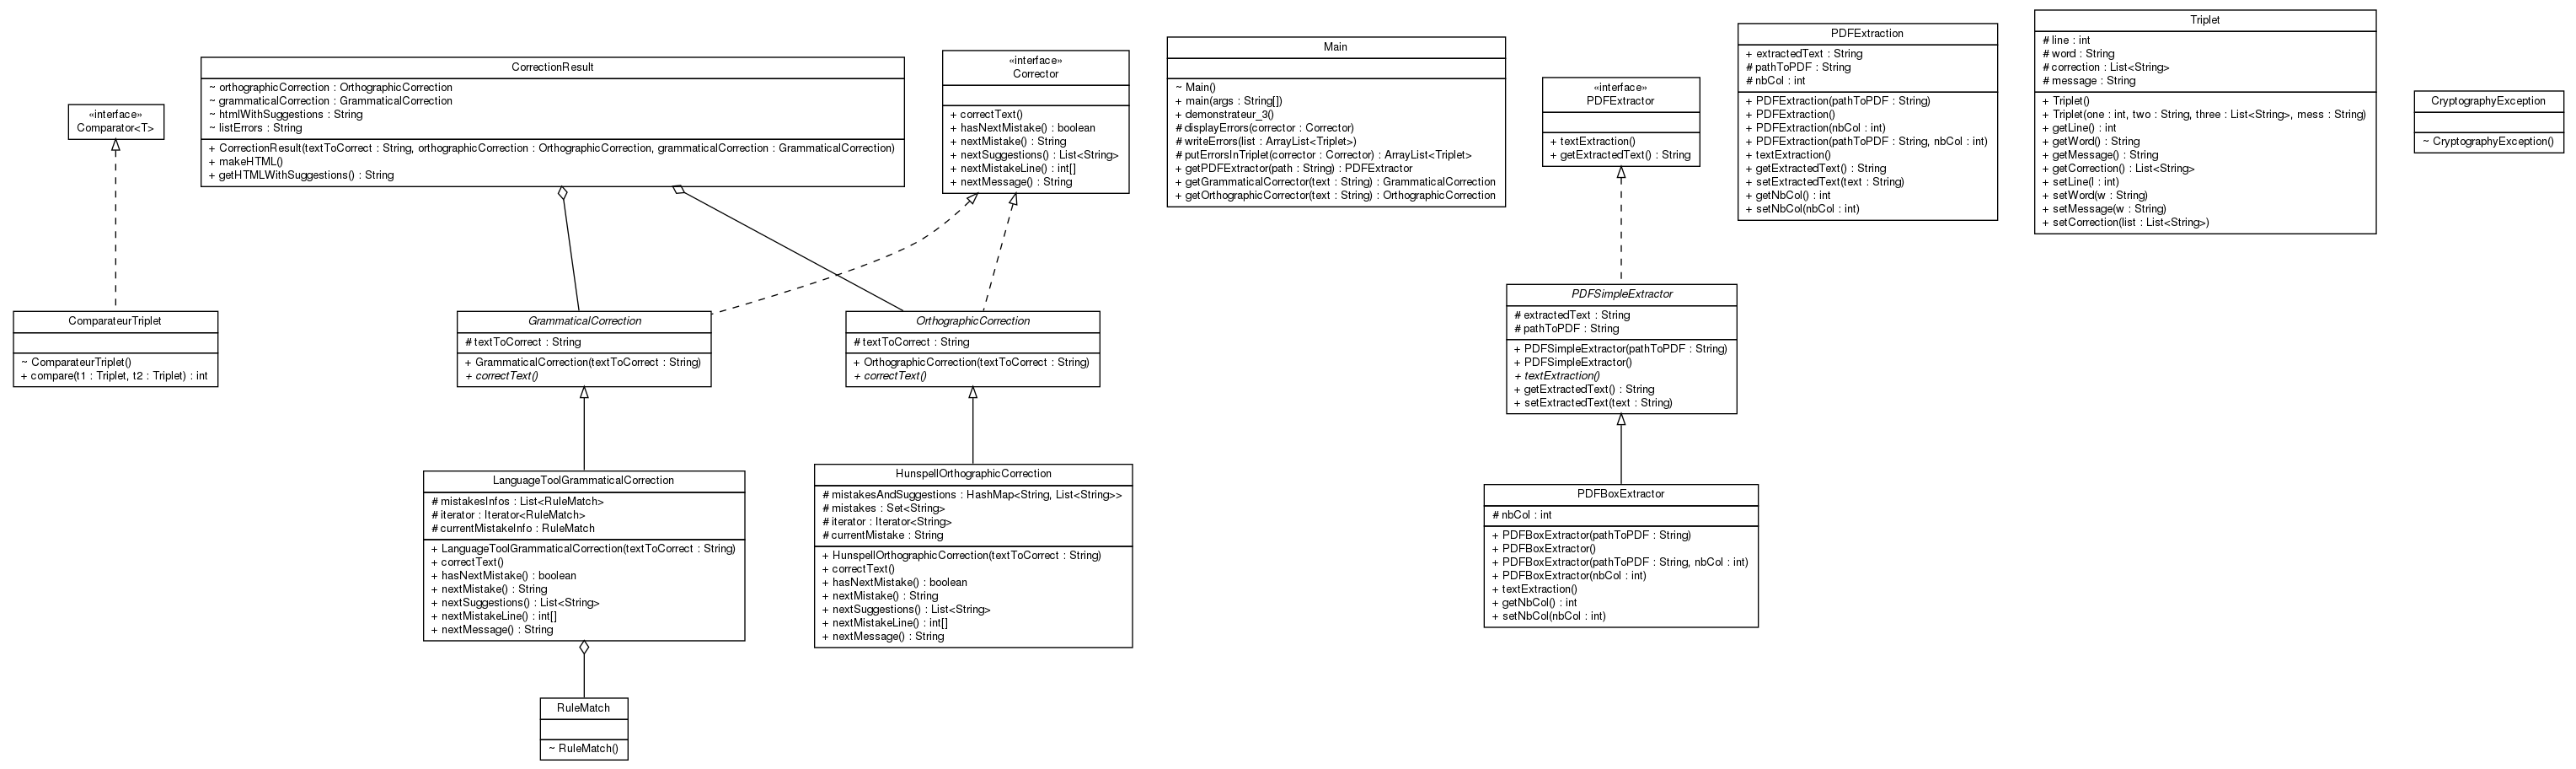 «interface»
Comparator<T>
CorrectionResult
~ orthographicCorrection : OrthographicCorrection
~ grammaticalCorrection : GrammaticalCorrection
~ htmlWithSuggestions : String
~ listErrors : String
+ CorrectionResult(textToCorrect : String, orthographicCorrection : OrthographicCorrection, grammaticalCorrection : GrammaticalCorrection)
+ makeHTML()
+ getHTMLWithSuggestions() : String
«interface»
Corrector
+ correctText()
+ hasNextMistake() : boolean
+ nextMistake() : String
+ nextSuggestions() : List<String>
+ nextMistakeLine() : int[]
+ nextMessage() : String
Main
~ Main()
+ main(args : String[])
+ demonstrateur_3()
# displayErrors(corrector : Corrector)
# writeErrors(list : ArrayList<Triplet>)
# putErrorsInTriplet(corrector : Corrector) : ArrayList<Triplet>
+ getPDFExtractor(path : String) : PDFExtractor
+ getGrammaticalCorrector(text : String) : GrammaticalCorrection
+ getOrthographicCorrector(text : String) : OrthographicCorrection
«interface»
PDFExtractor
+ textExtraction()
+ getExtractedText() : String
PDFExtraction
+ extractedText : String
# pathToPDF : String
# nbCol : int
+ PDFExtraction(pathToPDF : String)
+ PDFExtraction()
+ PDFExtraction(nbCol : int)
+ PDFExtraction(pathToPDF : String, nbCol : int)
+ textExtraction()
+ getExtractedText() : String
+ setExtractedText(text : String)
+ getNbCol() : int
+ setNbCol(nbCol : int)
Triplet
# line : int
# word : String
# correction : List<String>
# message : String
+ Triplet()
+ Triplet(one : int, two : String, three : List<String>, mess : String)
+ getLine() : int
+ getWord() : String
+ getMessage() : String
+ getCorrection() : List<String>
+ setLine(l : int)
+ setWord(w : String)
+ setMessage(w : String)
+ setCorrection(list : List<String>)
CryptographyException
~ CryptographyException()
ComparateurTriplet
~ ComparateurTriplet()
+ compare(t1 : Triplet, t2 : Triplet) : int
GrammaticalCorrection
# textToCorrect : String
+ GrammaticalCorrection(textToCorrect : String)
+ correctText()
OrthographicCorrection
# textToCorrect : String
+ OrthographicCorrection(textToCorrect : String)
+ correctText()
PDFSimpleExtractor
# extractedText : String
# pathToPDF : String
+ PDFSimpleExtractor(pathToPDF : String)
+ PDFSimpleExtractor()
+ textExtraction()
+ getExtractedText() : String
+ setExtractedText(text : String)
LanguageToolGrammaticalCorrection
# mistakesInfos : List<RuleMatch>
# iterator : Iterator<RuleMatch>
# currentMistakeInfo : RuleMatch
+ LanguageToolGrammaticalCorrection(textToCorrect : String)
+ correctText()
+ hasNextMistake() : boolean
+ nextMistake() : String
+ nextSuggestions() : List<String>
+ nextMistakeLine() : int[]
+ nextMessage() : String
HunspellOrthographicCorrection
# mistakesAndSuggestions : HashMap<String, List<String>>
# mistakes : Set<String>
# iterator : Iterator<String>
# currentMistake : String
+ HunspellOrthographicCorrection(textToCorrect : String)
+ correctText()
+ hasNextMistake() : boolean
+ nextMistake() : String
+ nextSuggestions() : List<String>
+ nextMistakeLine() : int[]
+ nextMessage() : String
PDFBoxExtractor
# nbCol : int
+ PDFBoxExtractor(pathToPDF : String)
+ PDFBoxExtractor()
+ PDFBoxExtractor(pathToPDF : String, nbCol : int)
+ PDFBoxExtractor(nbCol : int)
+ textExtraction()
+ getNbCol() : int
+ setNbCol(nbCol : int)
RuleMatch
~ RuleMatch()